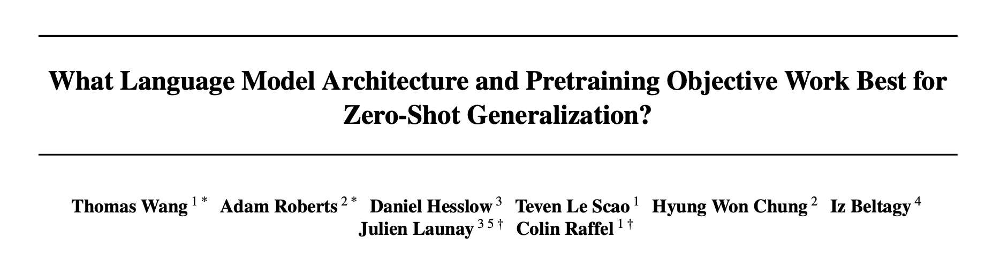 What Language Model Architecture and Pretraining Objective Work Best for
Zero-Shot Generalization?
Thomas Wang 1 * Adam Roberts 2 * Daniel Hesslow 3 Teven Le Scao 1 Hyung Won Chung 2 Iz Beltagy 4
Julien Launay 3 5 † Colin Raffel 1 †